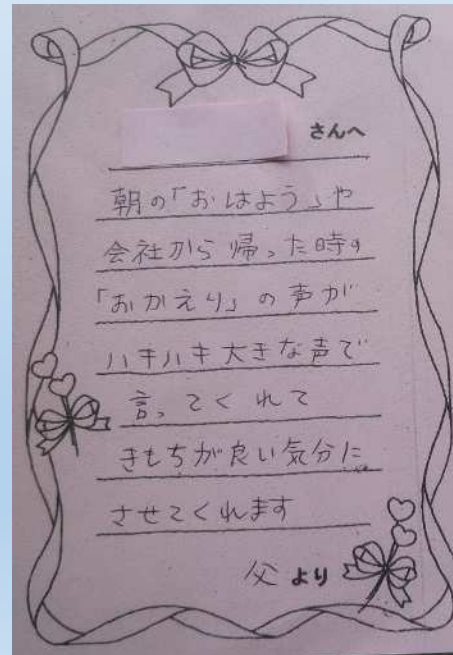 さんへ
朝の「おはよう」や
会社から帰った時の
「おかえり」の声が
ハキハキ大きな声で
言ってくれて
きもちが良い気分に
させてくれます
父より